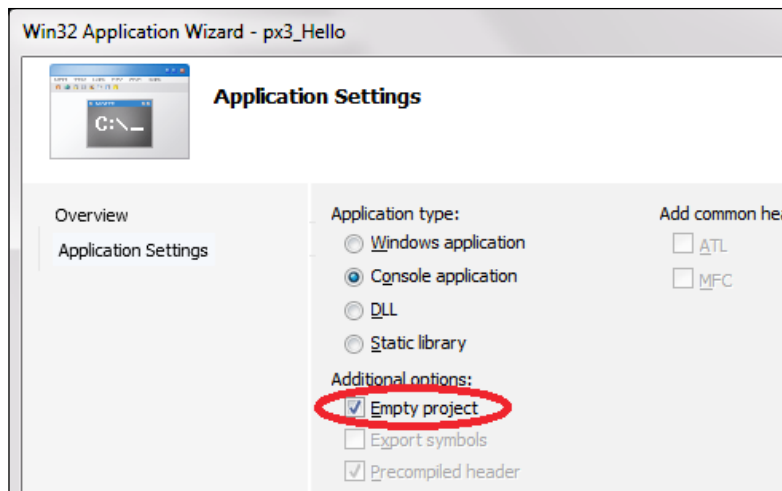 Win32 Application Wizard - px3_Hello
C:\_
Application Settings
Overview
Application Settings
Application type:
Windows application
Console application
DLL
Static library
Additional options:
Empty project
Export symbols
Precompiled header
Add common hea
ATL
MFC